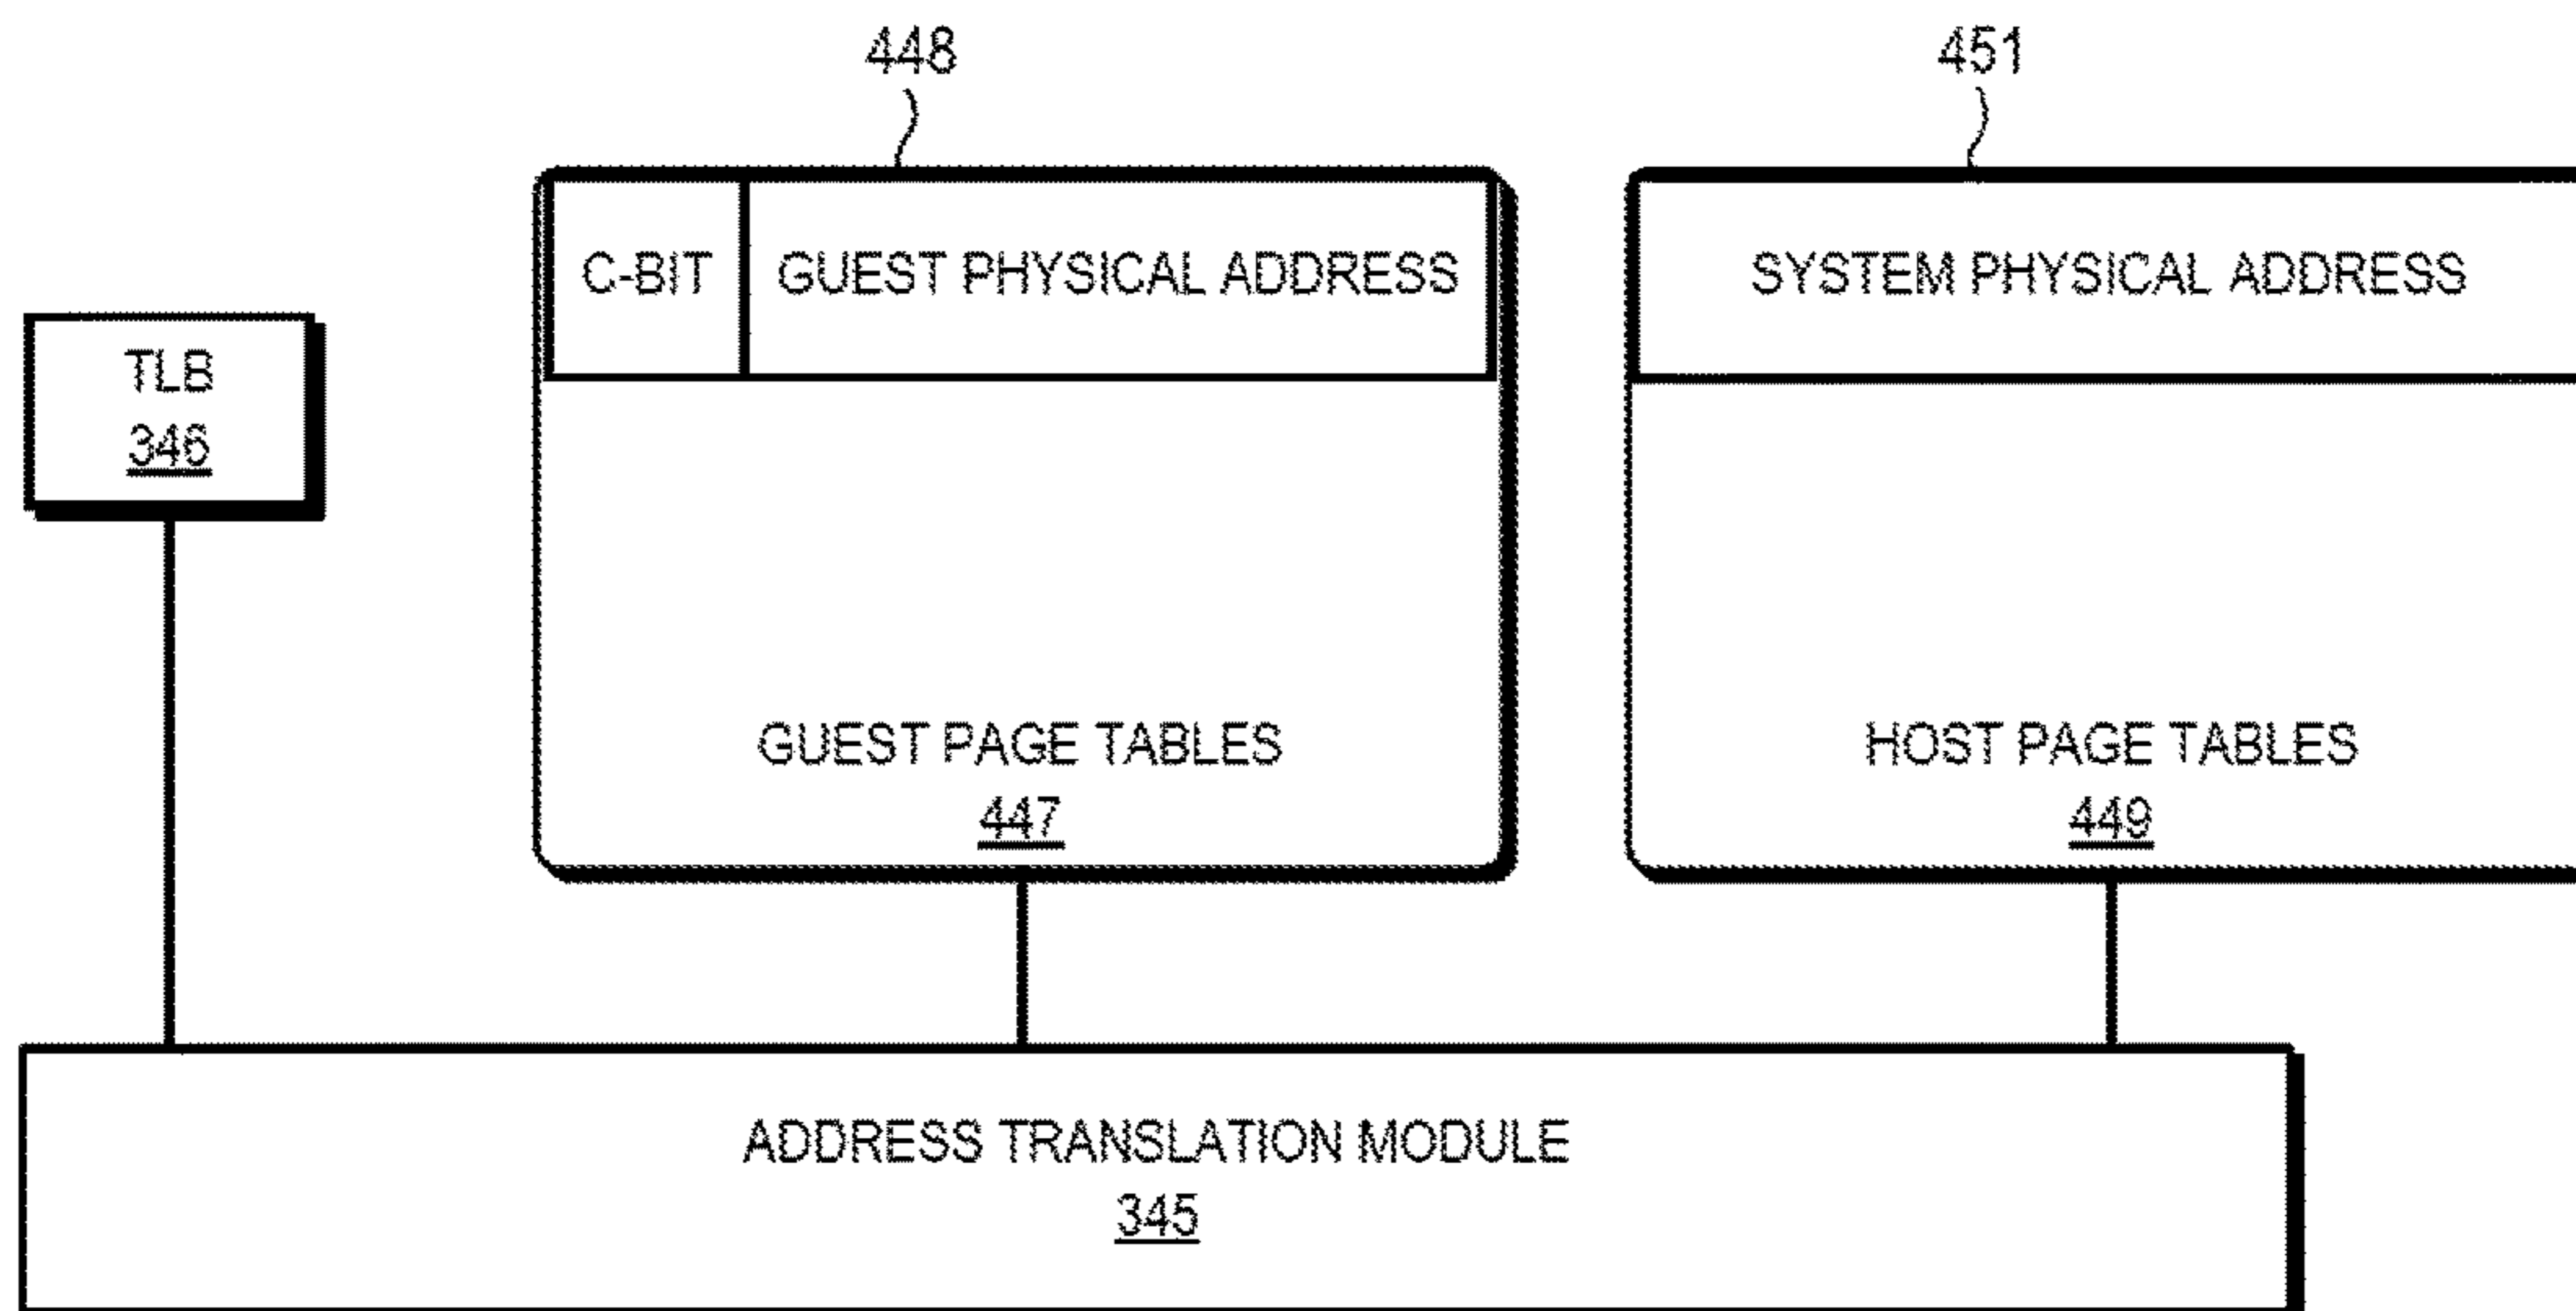 448
451
C-BIT
GUEST PHYSICAL ADDRESS
SYSTEM PHYSICAL ADDRESS
TLB
346
GUEST PAGE TABLES
447
HOST PAGE TABLES
449
ADDRESS TRANSLATION MODULE
345